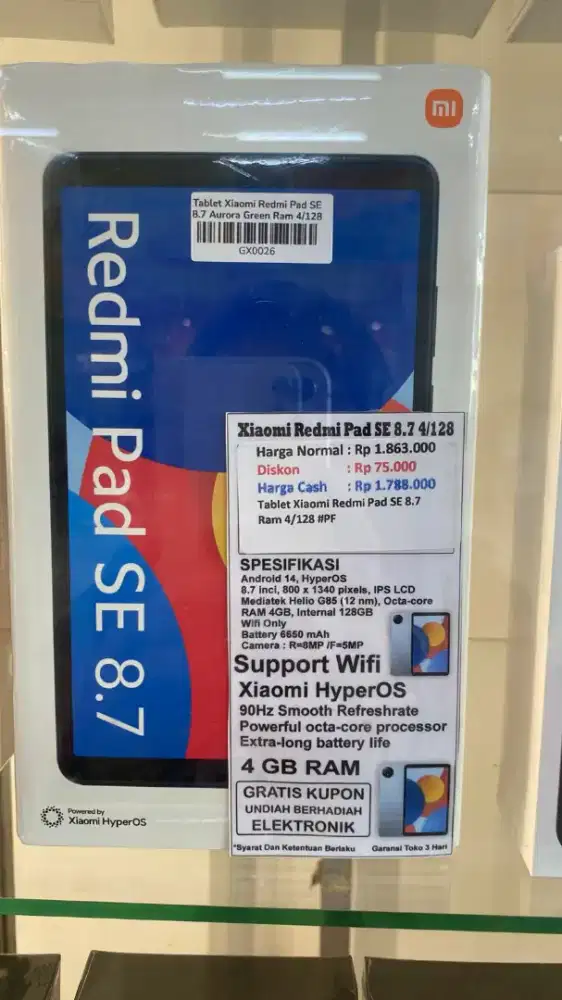 mi
Tablet Xiaomi Redmi Pad SE
8.7 Aurora Green Ram 4/128
GX0026
Redmi Pad SE 8.7
Xiaomi Redmi Pad SE 8.7 4/128
Harga Normal : Rp 1.863.000
Diskon : Rp 75.000
Harga Cash : Rp 1.788.000
Tablet Xiaomi Redmi Pad SE 8.7
Ram 4/128 #PF
SPESIFIKASI
Android 14, HyperOS
8.7 inci, 800 x 1340 pixels, IPS LCD
Mediatek Helio G85 (12 nm), Octa-core
RAM 4GB, Internal 128GB
Wifi Only
Battery 6650 mAh
Camera : R=8MP /F=5MP
Support Wifi
Xiaomi HyperOS
90Hz Smooth Refreshrate
Powerful octa-core processor
Extra-long battery life
4 GB RAM
GRATIS KUPON
UNDIAH BERHADIAH
ELEKTRONIK
*Syarat Dan Ketentuan Berlaku Garansi Toko 3 Hari
Powered by
Xiaomi HyperOS